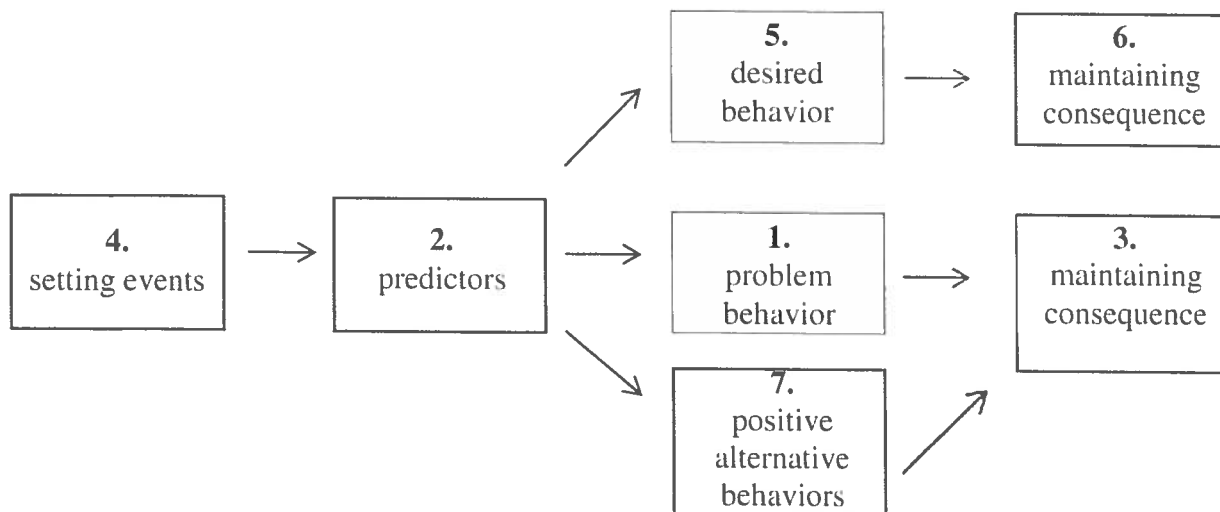 5.
desired
behavior
6.
maintaining
consequence
4.
setting events
2.
predictors
1.
problem
behavior
3.
maintaining
consequence
7.
positive
alternative
behaviors